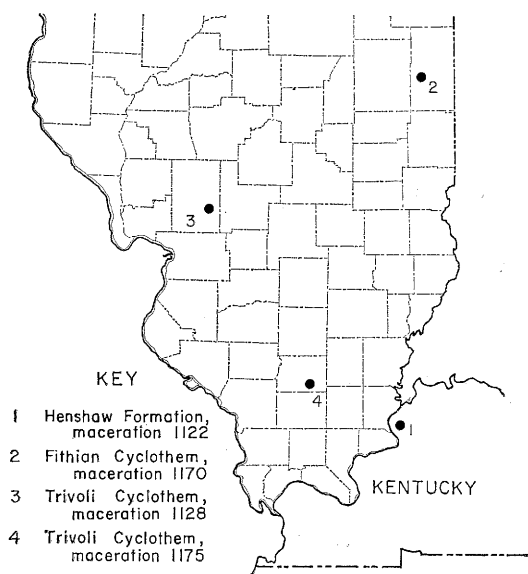 2
3
4
1
KENTUCKY
KEY
1 Henshaw Formation,
maceration 1122
2 Fithian Cyclothem,
maceration 1170
3 Trivoli Cyclothem,
maceration 1128
4 Trivoli Cyclothem,
maceration 1175